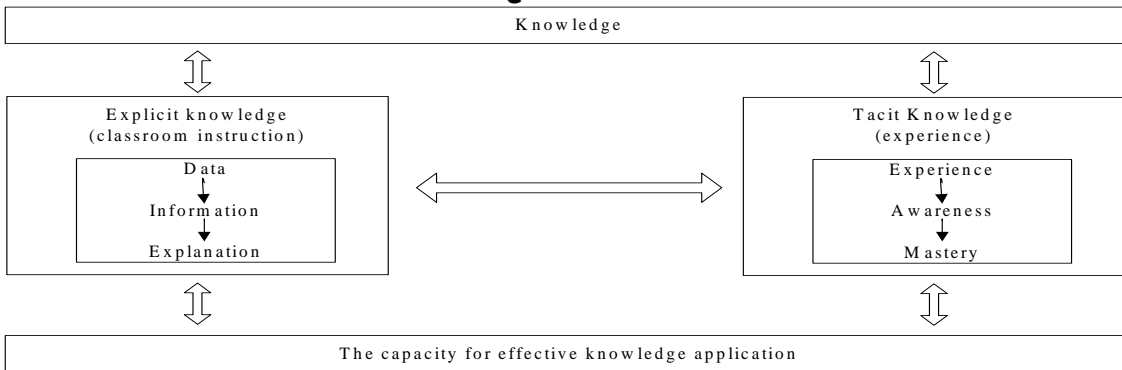 Knowledge
Explicit knowledge
(classroom instruction)
Data
Information
Explanation
Tacit Knowledge
(experience)
Experience
Awareness
Mastery
The capacity for effective knowledge application